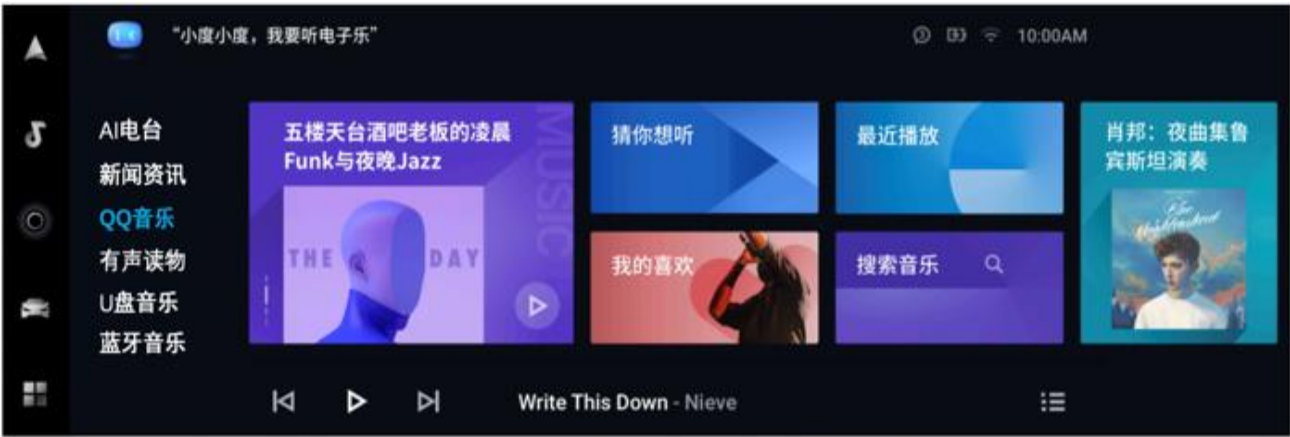 “小度小度，我要听电子乐”
10:00AM
AI电台
新闻资讯
QQ音乐
有声读物
U盘音乐
蓝牙音乐
五楼天台酒吧老板的凌晨
Funk与夜晚Jazz
MUSIC
THE DAY
猜你想听
最近播放
我的喜欢
搜索音乐
肖邦：夜曲集鲁
宾斯坦演奏
The
Neighbourhood
Write This Down - Nieve